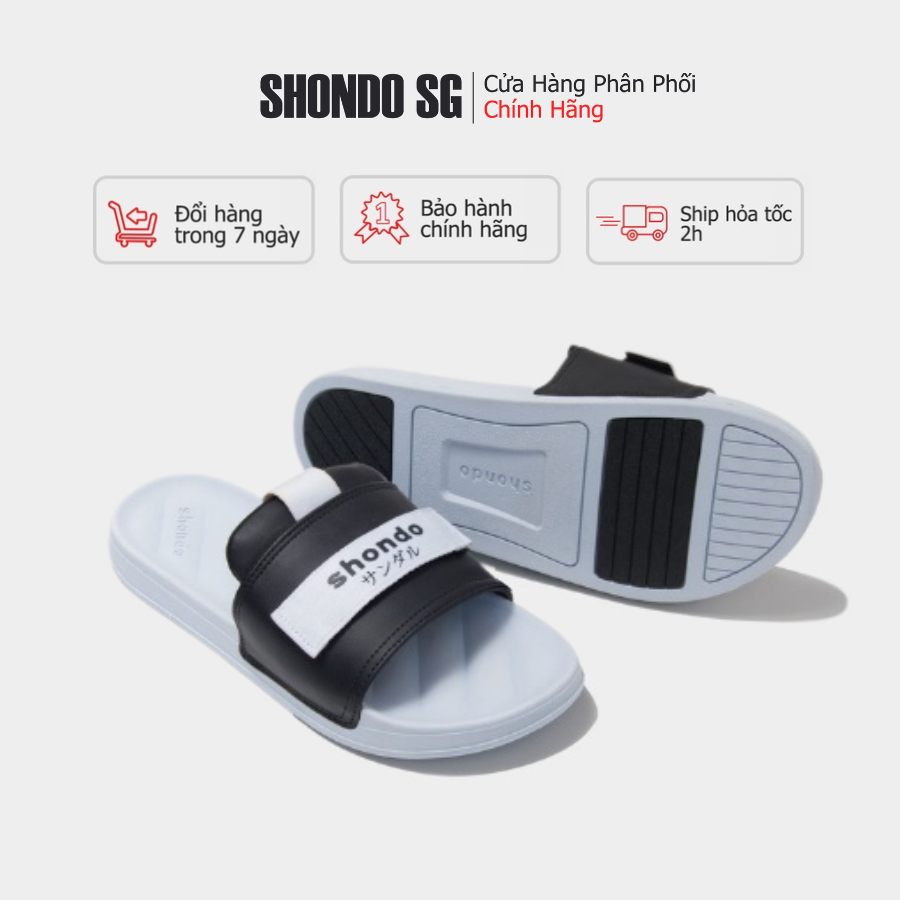 SHONDO SG
Cửa Hàng Phân Phối
Chính Hãng
Đổi hàng
trong 7 ngày
1
Bảo hành
chính hãng
Ship hỏa tốc
2h
shondo
shondo
shondo
サンダル